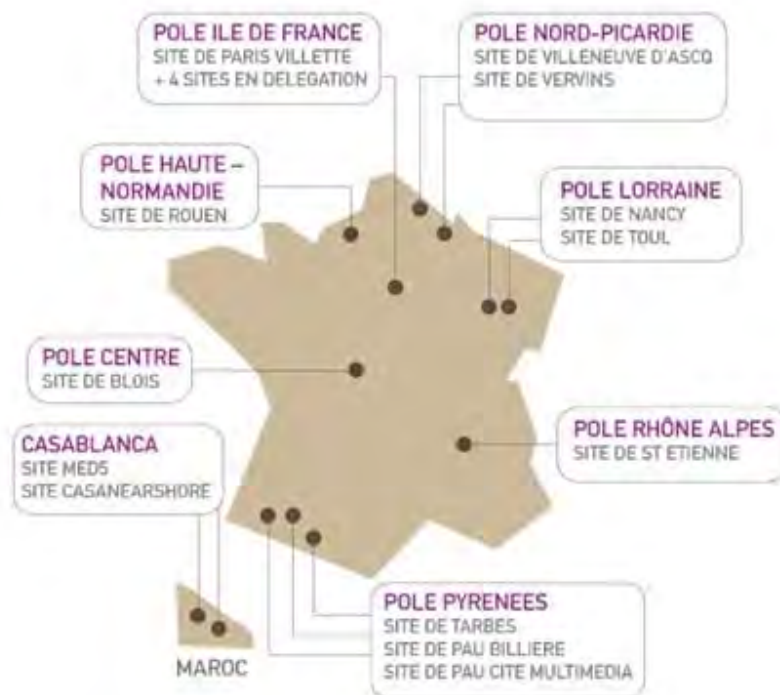 POLE ILE DE FRANCE
SITE DE PARIS VILLETTE
+ 4 SITES EN DELEGATION
POLE NORD-PICARDIE
SITE DE VILLENEUVE D'ASCQ
SITE DE VERVINS
POLE HAUTE –
NORMANDIE
SITE DE ROUEN
POLE LORRAINE
SITE DE NANCY
SITE DE TOUL
POLE CENTRE
SITE DE BLOIS
CASABLANCA
SITE MEDS
SITE CASANEARSHORE
POLE RHÔNE ALPES
SITE DE ST ETIENNE
POLE PYRENEES
SITE DE TARBES
SITE DE PAU BILLIERE
SITE DE PAU CITE MULTIMEDIA
MAROC